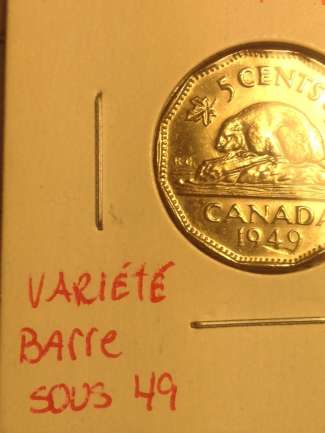 5 CENTS
K·G
CANADA
1949
VARIÉTÉ
BArre
SOUS 49